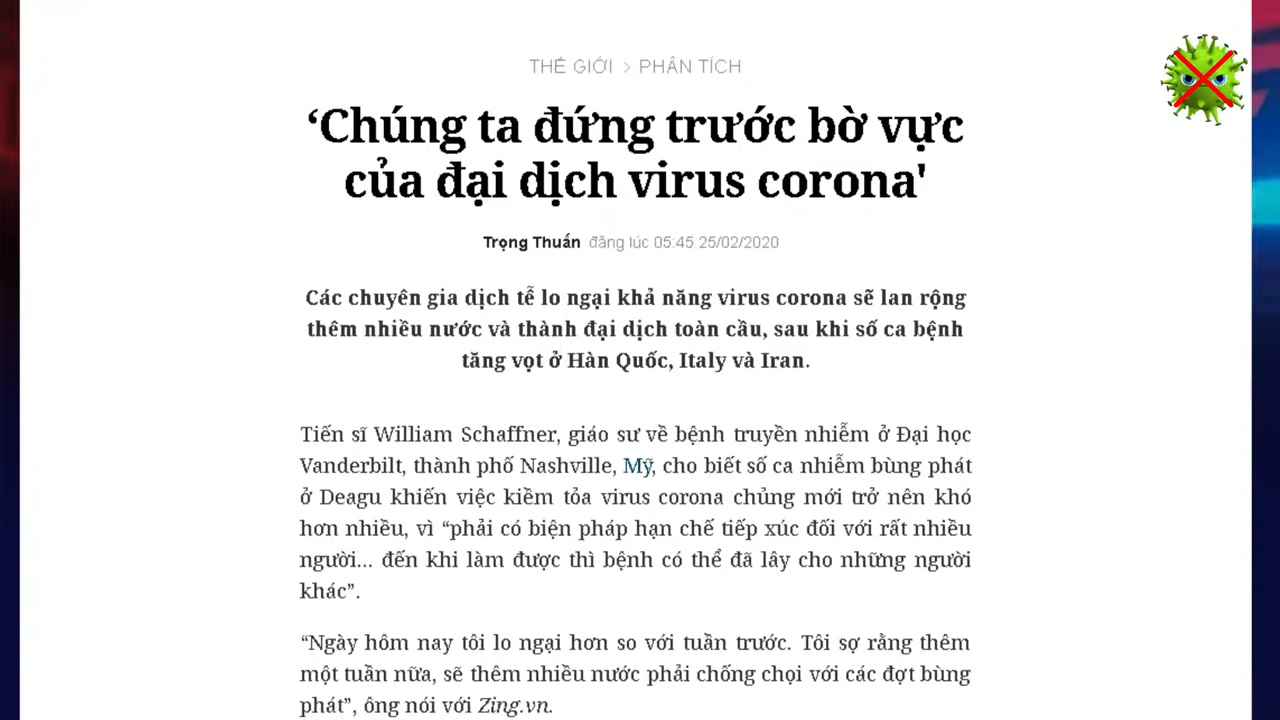 THẾ GIỚI > PHÂN TÍCH
‘Chúng ta đứng trước bờ vực
của đại dịch virus corona'
Trọng Thuấn đăng lúc 05:45 25/02/2020
Các chuyên gia dịch tễ lo ngại khả năng virus corona sẽ lan rộng
thêm nhiều nước và thành đại dịch toàn cầu, sau khi số ca bệnh
tăng vọt ở Hàn Quốc, Italy và Iran.
Tiến sĩ William Schaffner, giáo sư về bệnh truyền nhiễm ở Đại học
Vanderbilt, thành phố Nashville, Mỹ, cho biết số ca nhiễm bùng phát
ở Deagu khiến việc kiềm tỏa virus corona chủng mới trở nên khó
hơn nhiều, vì “phải có biện pháp hạn chế tiếp xúc đối với rất nhiều
người... đến khi làm được thì bệnh có thể đã lây cho những người
khác”.
“Ngày hôm nay tôi lo ngại hơn so với tuần trước. Tôi sợ rằng thêm
một tuần nữa, sẽ thêm nhiều nước phải chống chọi với các đợt bùng
phát”, ông nói với Zing.vn.